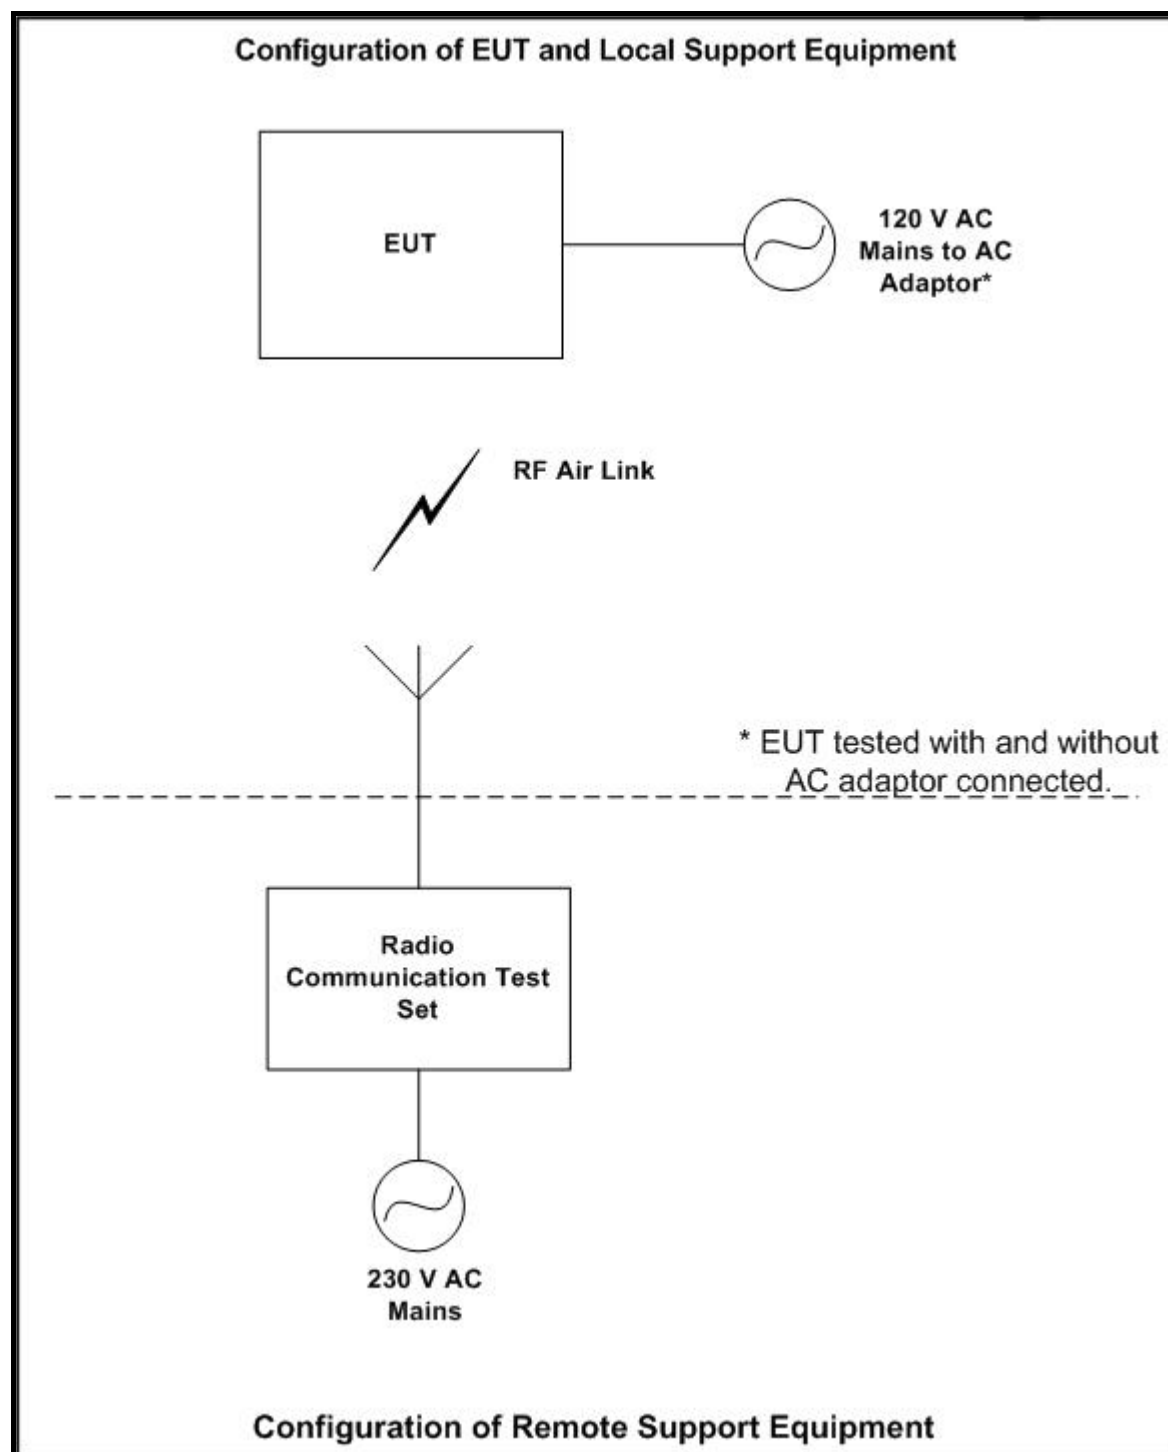 Configuration of EUT and Local Support Equipment
EUT
120 V AC
Mains to AC
Adaptor*
RF Air Link
* EUT tested with and without
AC adaptor connected.
Radio
Communication Test
Set
230 V AC
Mains
Configuration of Remote Support Equipment